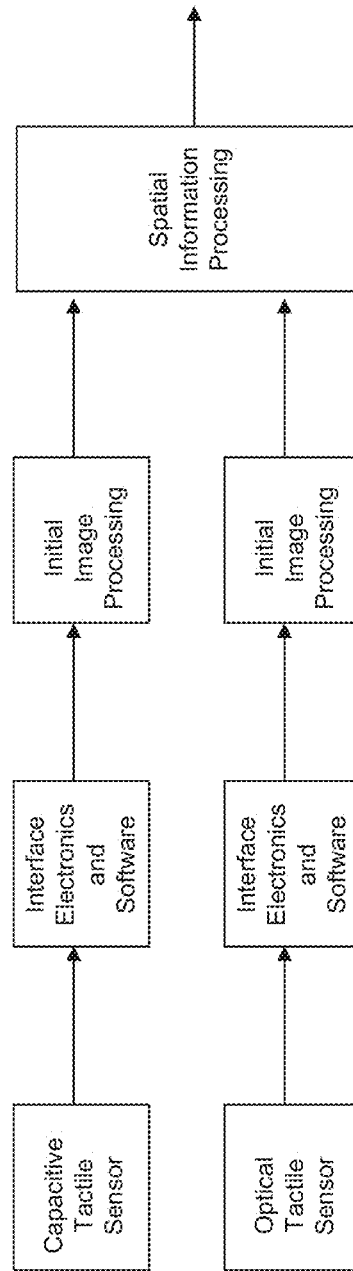 Capacitive
Tactile
Sensor
Interface
Electronics
and
Software
Initial
Image
Processing
Optical
Tactile
Sensor
Interface
Electronics
and
Software
Initial
Image
Processing
Spatial
Information
Processing